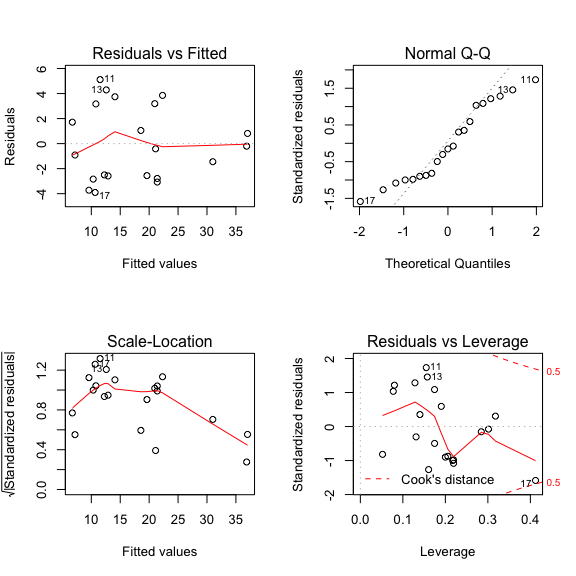 Residuals vs Fitted
Residuals
6
4
2
0
-2
-4
11
13
17
10 15 20 25 30 35
Fitted values
Normal Q-Q
Standardized residuals
1.5
0.5
-0.5
-1.5
11
13
17
-2 -1 0 1 2
Theoretical Quantiles
Scale-Location
√|Standardized residuals|
1.2
0.8
0.4
0.0
11
17
13
10 15 20 25 30 35
Fitted values
Residuals vs Leverage
Standardized residuals
2
1
0
-1
-2
11
13
17
0.5
0.5
Cook's distance
0.0 0.1 0.2 0.3 0.4
Leverage